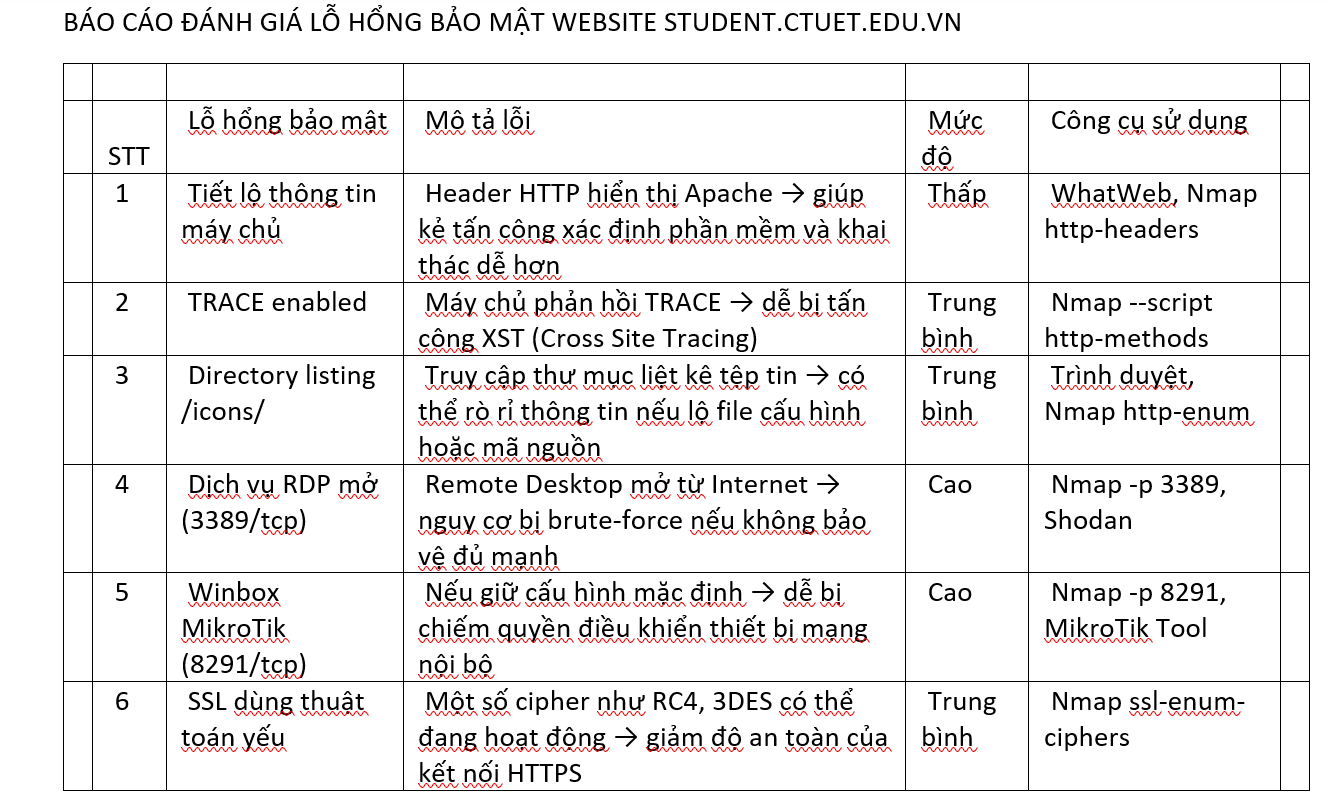 BÁO CÁO ĐÁNH GIÁ LỖ HỔNG BẢO MẬT WEBSITE STUDENT.CTUET.EDU.VN
STT
Lỗ hổng bảo mật
Mô tả lỗi
Mức
độ
Công cụ sử dụng
1
Tiết lộ thông tin
máy chủ
Header HTTP hiển thị Apache → giúp
kẻ tấn công xác định phần mềm và khai
thác dễ hơn
Thấp
WhatWeb, Nmap
http-headers
2
TRACE enabled
Máy chủ phản hồi TRACE → dễ bị tấn
công XST (Cross Site Tracing)
Trung
bình
Nmap --script
http-methods
3
Directory listing
/icons/
Truy cập thư mục liệt kê tệp tin → có
thể rò rỉ thông tin nếu lộ file cấu hình
hoặc mã nguồn
Trung
bình
Trình duyệt,
Nmap http-enum
4
Dịch vụ RDP mở
(3389/tcp)
Remote Desktop mở từ Internet →
nguy cơ bị brute-force nếu không bảo
vệ đủ mạnh
Cao
Nmap -p 3389,
Shodan
5
Winbox
MikroTik
(8291/tcp)
Nếu giữ cấu hình mặc định → dễ bị
chiếm quyền điều khiển thiết bị mạng
nội bộ
Cao
Nmap -p 8291,
MikroTik Tool
6
SSL dùng thuật
toán yếu
Một số cipher như RC4, 3DES có thể
đang hoạt động → giảm độ an toàn của
kết nối HTTPS
Trung
bình
Nmap ssl-enum-
ciphers